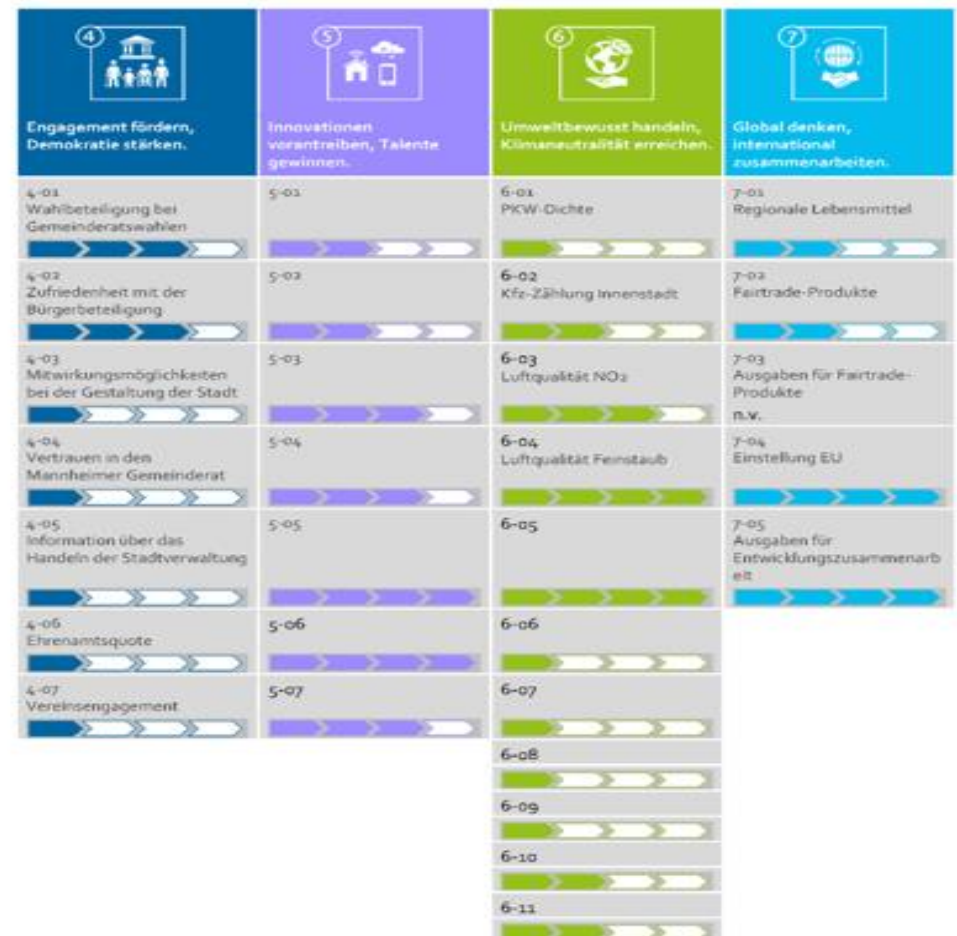 4
Engagement fördern,
Demokratie stärken.
4-01
Wahlbeteiligung bei
Gemeinderatswahlen
4-02
Zufriedenheit mit der
Bürgerbeteiligung
4-03
Mitwirkungsmöglichkeiten
bei der Gestaltung der Stadt
4-04
Vertrauen in den
Mannheimer Gemeinderat
4-05
Information über das
Handeln der Stadtverwaltung
4-06
Ehrenamtsquote
4-07
Vereinsengagement
5
Innovationen
vorantreiben, Talente
gewinnen.
5-01
5-02
5-03
5-04
5-05
5-06
5-07
6
Umweltbewusst handeln,
Klimaneutralität erreichen.
6-01
PKW-Dichte
6-02
Kfz-Zählung Innenstadt
6-03
Luftqualität NO2
6-04
Luftqualität Feinstaub
6-05
6-06
6-07
6-08
6-09
6-10
6-11
7
Global denken,
international
zusammenarbeiten.
7-01
Regionale Lebensmittel
7-02
Fairtrade-Produkte
7-03
Ausgaben für Fairtrade-
Produkte
n.v.
7-04
Einstellung EU
7-05
Ausgaben für
Entwicklungszusammenarb
eit